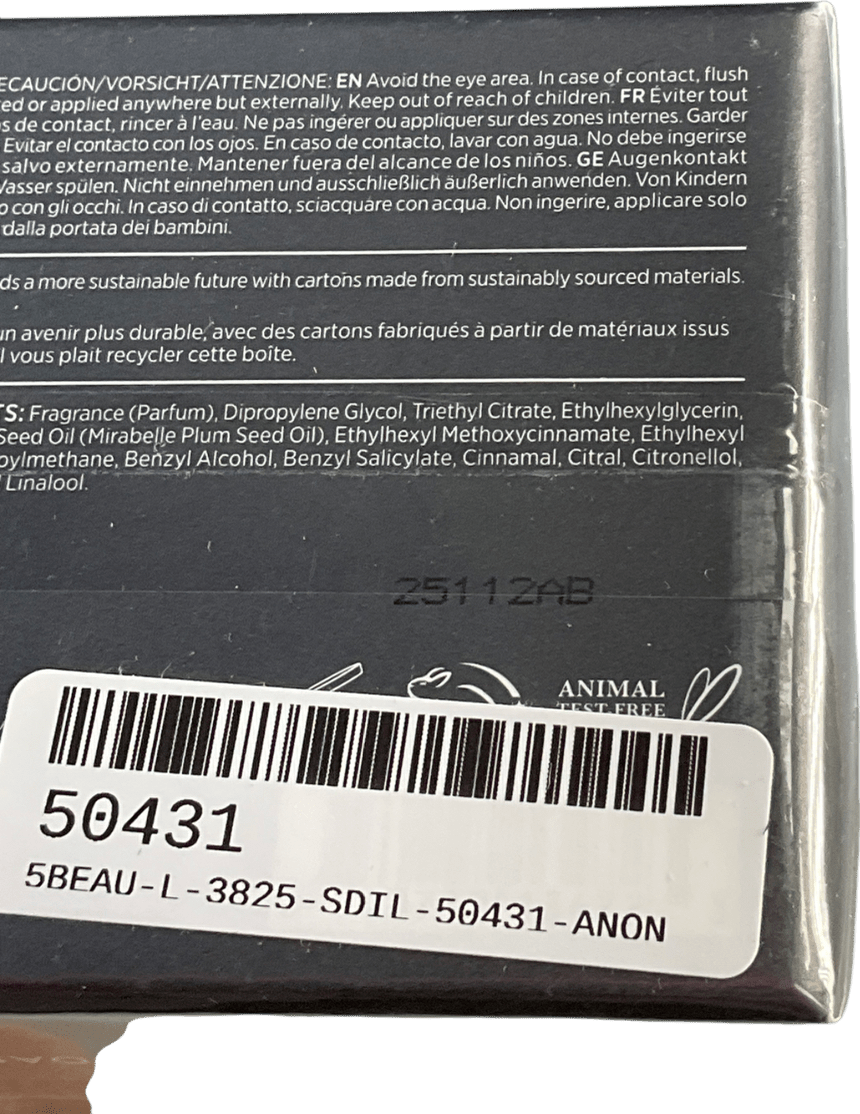 ECAUCIÓN/VORSICHT/ATTENZIONE: EN Avoid the eye area. In case of contact, flush
ed or applied anywhere but externally. Keep out of reach of children. FR Éviter tout
s de contact, rincer à l'eau. Ne pas ingérer ou appliquer sur des zones internes. Garder
Evitar el contacto con los ojos. En caso de contacto, lavar con agua. No debe ingerirse
salvo externamente. Mantener fuera del alcance de los niños. GE Augenkontakt
Wasser spülen. Nicht einnehmen und ausschließlich äußerlich anwenden. Von Kindern
o con gli occhi. In caso di contatto, sciacquare con acqua. Non ingerire, applicare solo
dalla portata dei bambini.
ds a more sustainable future with cartons made from sustainably sourced materials.
un avenir plus durable, avec des cartons fabriqués à partir de matériaux issus
l vous plait recycler cette boîte.
TS: Fragrance (Parfum), Dipropylene Glycol, Triethyl Citrate, Ethylhexylglycerin,
Seed Oil (Mirabelle Plum Seed Oil), Ethylhexyl Methoxycinnamate, Ethylhexyl
oylmethane, Benzyl Alcohol, Benzyl Salicylate, Cinnamal, Citral, Citronellol,
Linalool.
25112AB
ANIMAL
TEST FREE
50431
5BEAU-L-3825-SDIL-50431-ANON